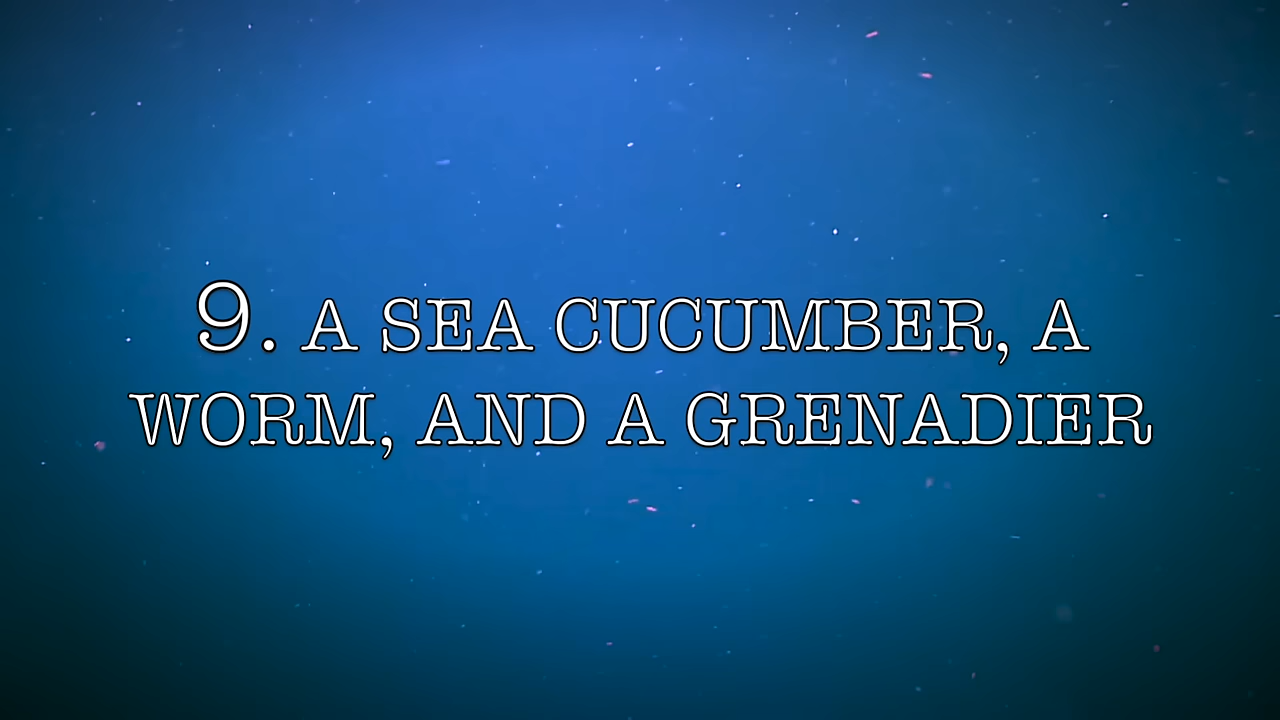 9. A SEA CUCUMBER, A
WORM, AND A GRENADIER